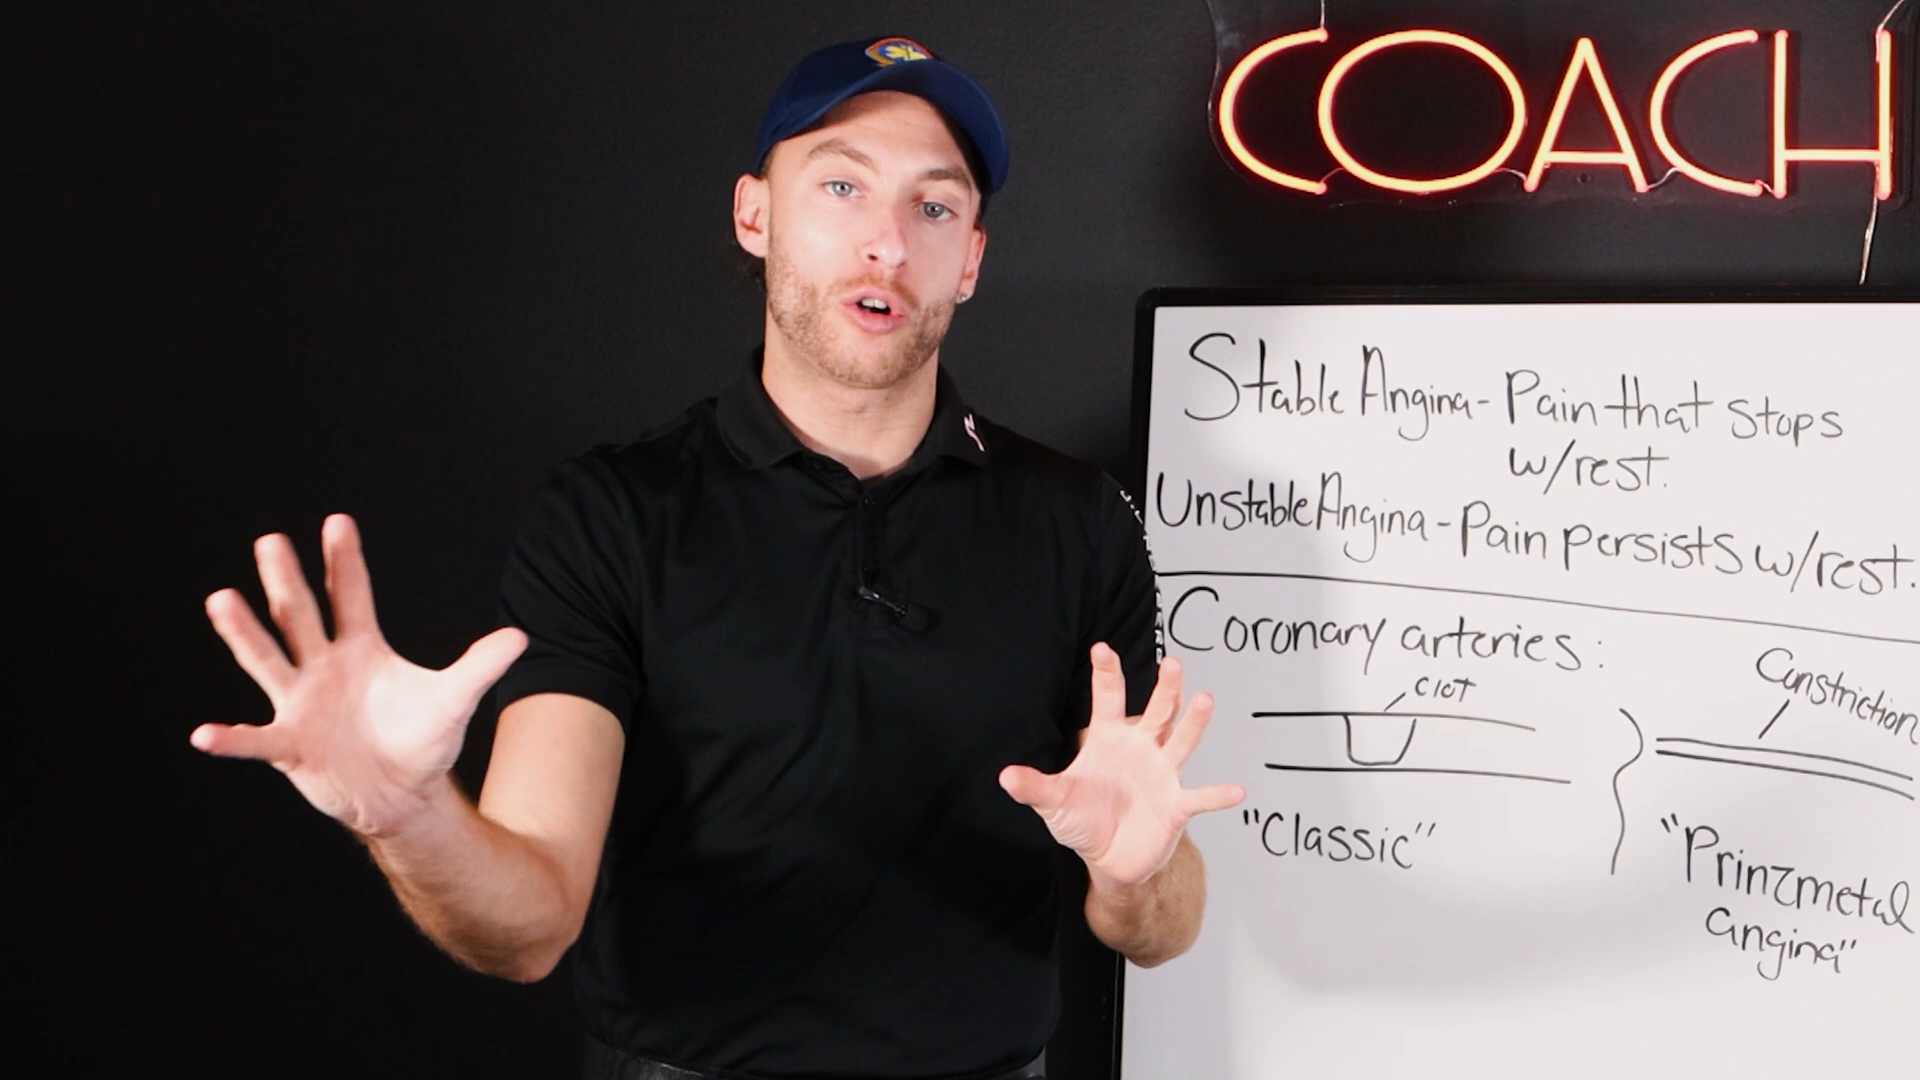 COACH
Stable Angina - Pain that stops
w/rest.
Unstable Angina - Pain persists w/rest.
Coronary arteries:
clot
Constriction
"Classic"
"Prinzmetal
angina"